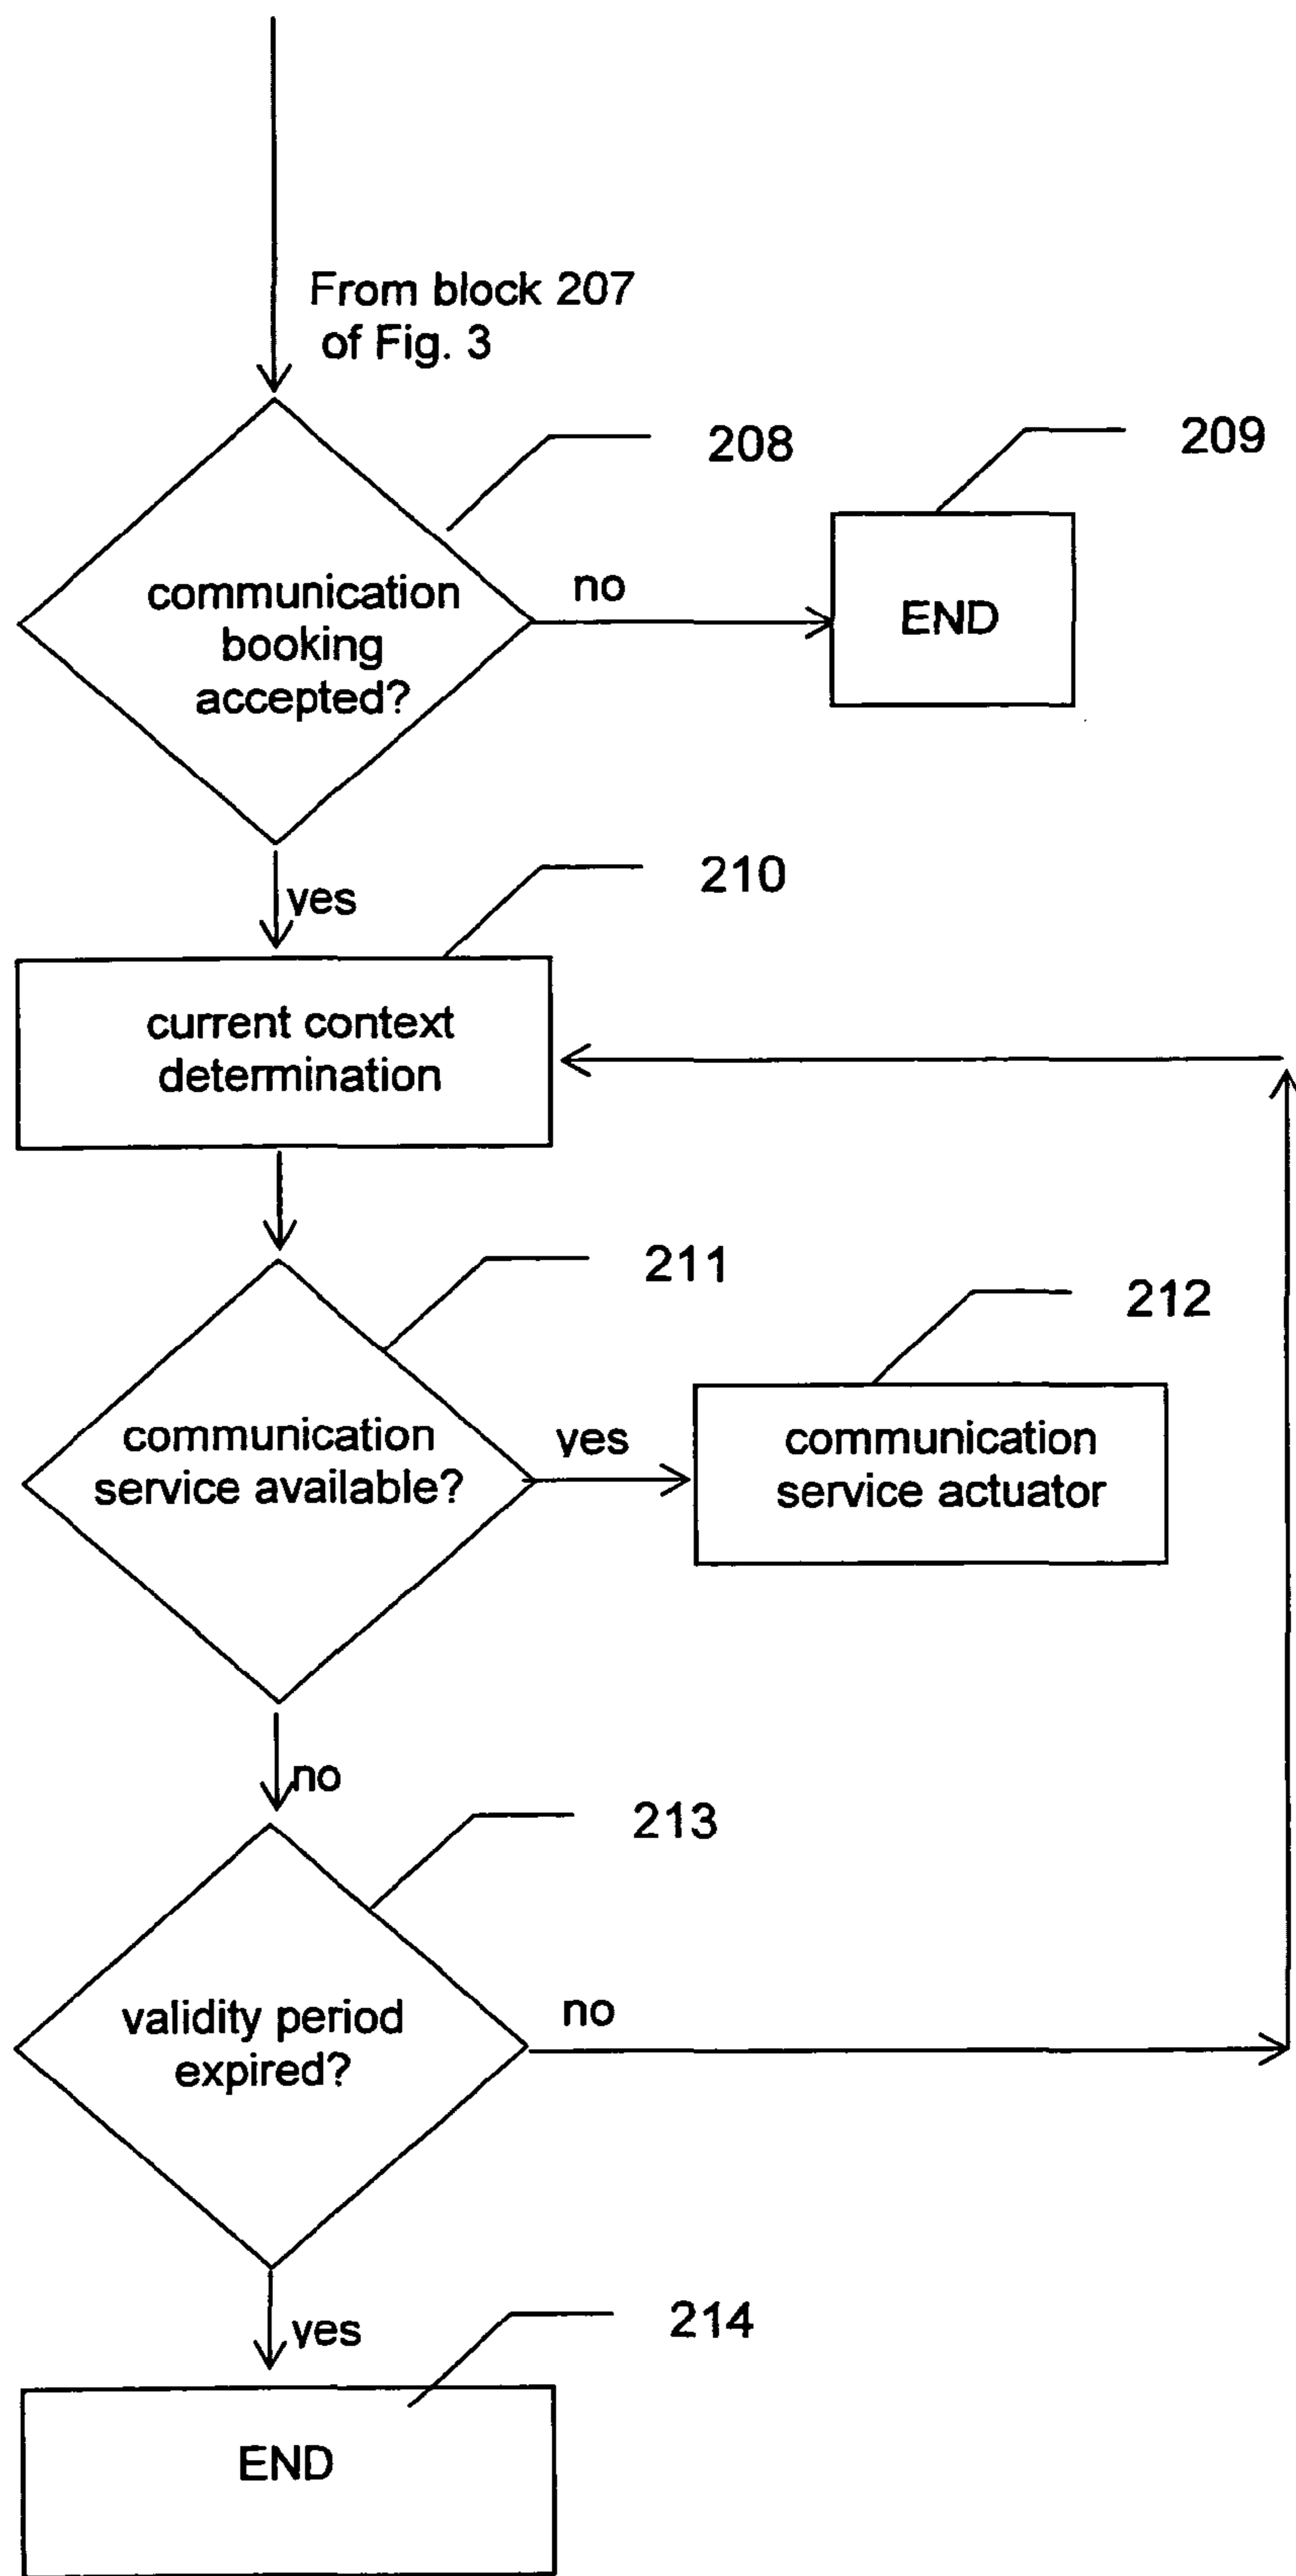 From block 207
of Fig. 3
208
209
communication
booking
accepted?
no
END
yes
210
current context
determination
211
212
communication
service available?
yes
communication
service actuator
no
213
validity period
expired?
no
yes
214
END